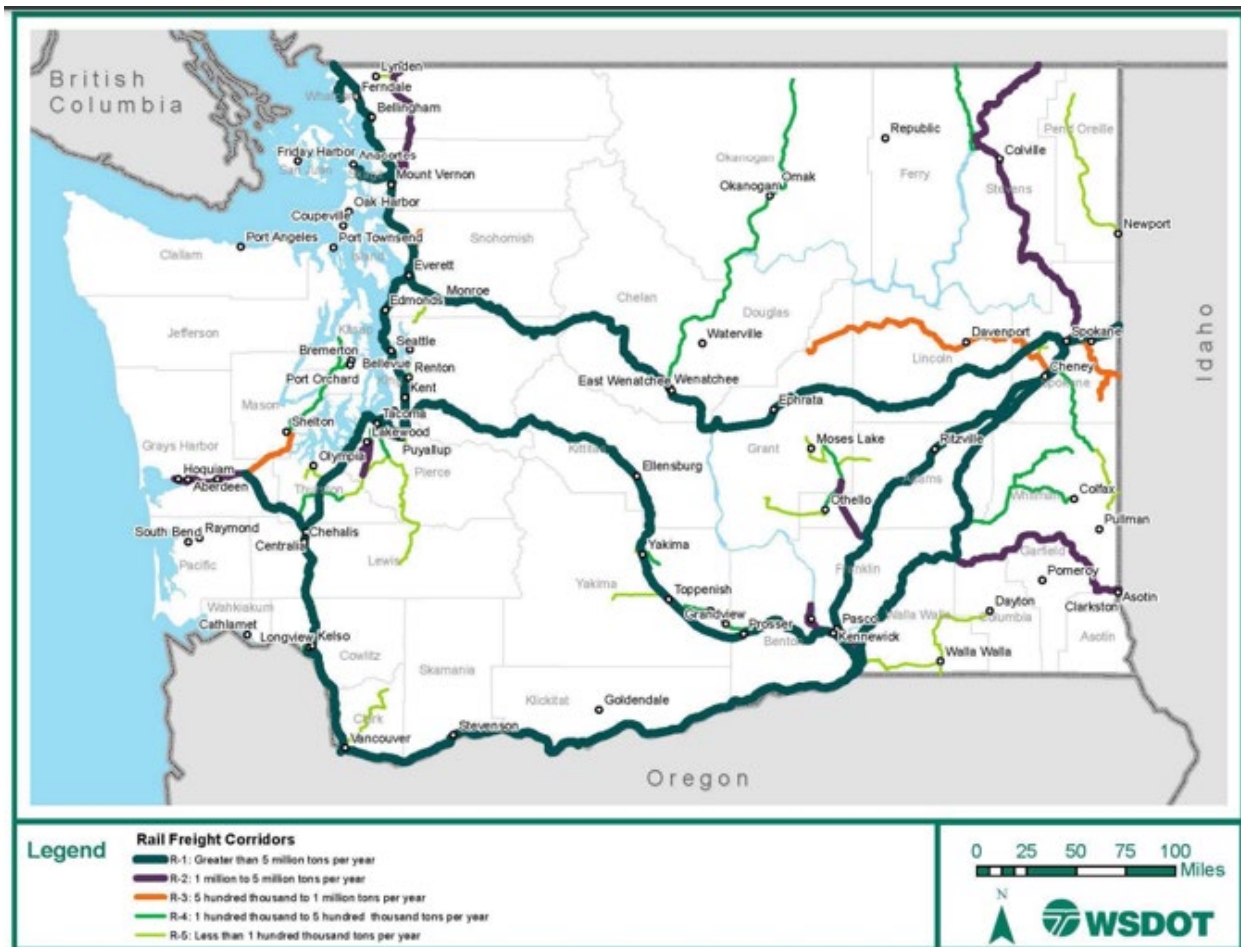 British
Columbia
Lynden
Ferndale
Whatcom
Bellingham
Friday Harbor
San Juan
Anacortes
Skagit
Mount Vernon
Oak Harbor
Coupeville
Port Angeles
Port Townsend
Island
Clallam
Snohomish
Everett
Monroe
Edmonds
Jefferson
Kitsap
Seattle
Bremerton
Bellevue
King
Renton
Port Orchard
Kent
Mason
Shelton
Tacoma
Lakewood
Grays Harbor
Olympia
Puyallup
Pierce
Hoquiam
Aberdeen
Thurston
South Bend
Raymond
Chehalis
Centralia
Pacific
Lewis
Wahkiakum
Cathlamet
Longview
Kelso
Cowlitz
Skamania
Clark
Vancouver
Stevenson
Klickitat
Goldendale
Okanogan
Omak
Okanogan
Republic
Ferry
Colville
Stevens
Pend Oreille
Newport
Chelan
Douglas
Waterville
East Wenatchee
Wenatchee
Davenport
Lincoln
Spokane
Cheney
Spokane
Idaho
Ephrata
Grant
Moses Lake
Ritzville
Adams
Kittitas
Ellensburg
Othello
Whitman
Colfax
Pullman
Yakima
Yakima
Toppenish
Grandview
Prosser
Benton
Franklin
Pasco
Kennewick
Walla Walla
Walla Walla
Garfield
Pomeroy
Dayton
Columbia
Clarkston
Asotin
Asotin
Oregon
Legend
Rail Freight Corridors
R-1: Greater than 5 million tons per year
R-2: 1 million to 5 million tons per year
R-3: 5 hundred thousand to 1 million tons per year
R-4: 1 hundred thousand to 5 hundred thousand tons per year
R-5: Less than 1 hundred thousand tons per year
0 25 50 75 100
Miles
N
WSDOT